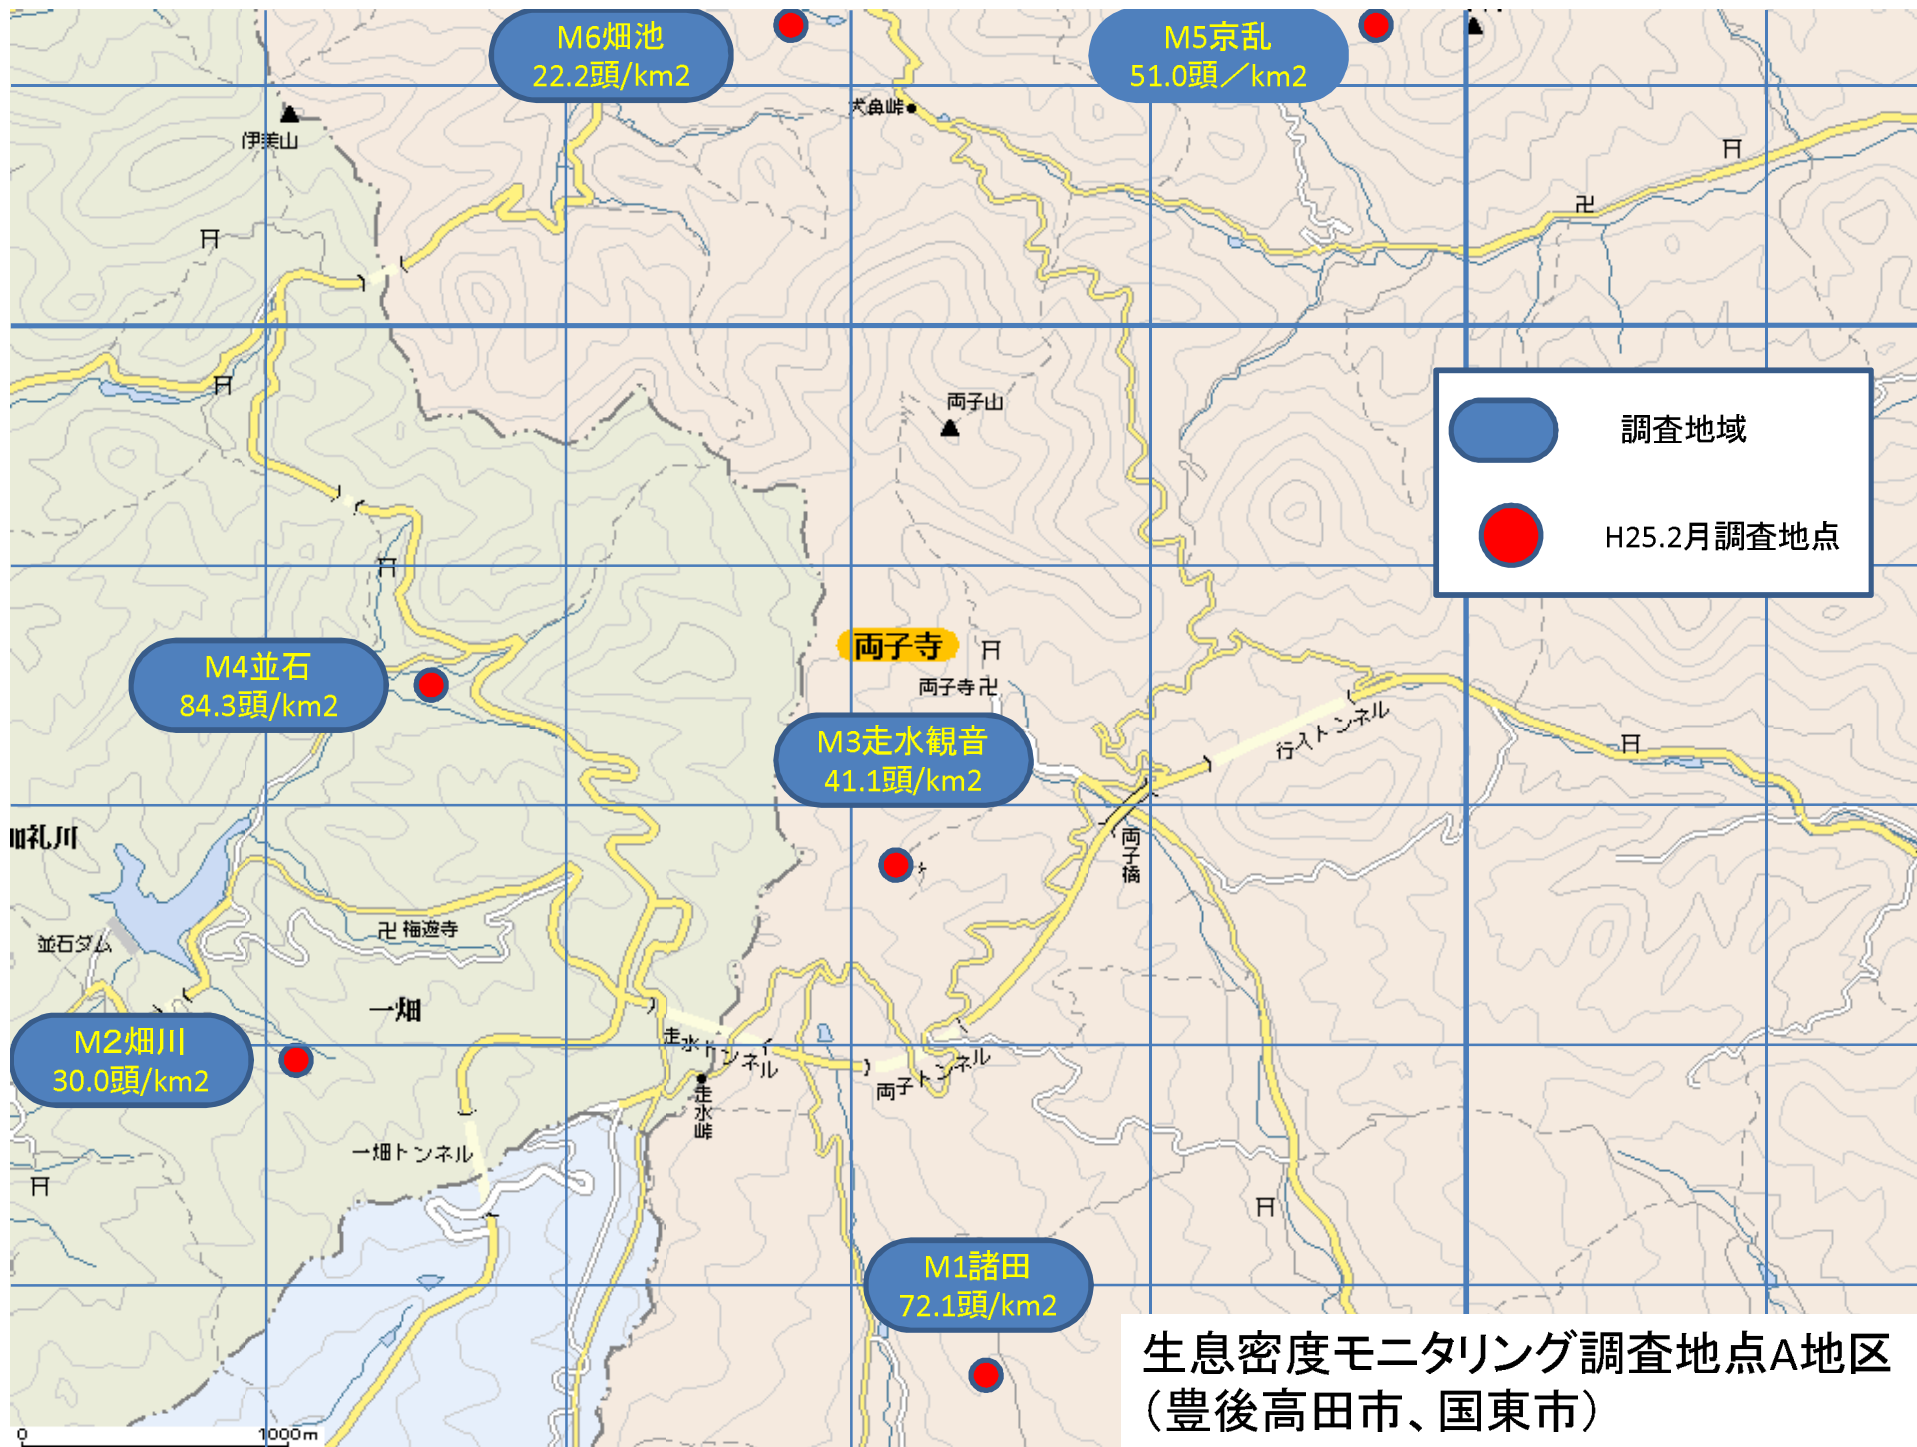 M6畑池
22.2頭/km2
M5京乱
51.0頭／km2
犬鼻峠
伊美山
両子山
調査地域
H25.2月調査地点
両子寺
両子寺
M4並石
84.3頭/km2
M3走水観音
41.1頭/km2
行入トンネル
両子橋
加礼川
並石ダム
梅遊寺
一畑
M2畑川
30.0頭/km2
走水トンネル
両子トンネル
走水峠
一畑トンネル
M1諸田
72.1頭/km2
生息密度モニタリング調査地点A地区
（豊後高田市、国東市）
0 1000m